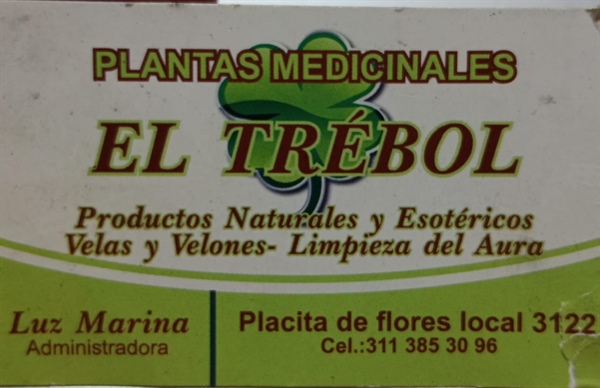 PLANTAS MEDICINALES
EL TRÉBOL
Productos Naturales y Esotéricos
Velas y Velones- Limpieza del Aura
Luz Marina
Administradora
Placita de flores local 3122
Cel.:311 385 30 96